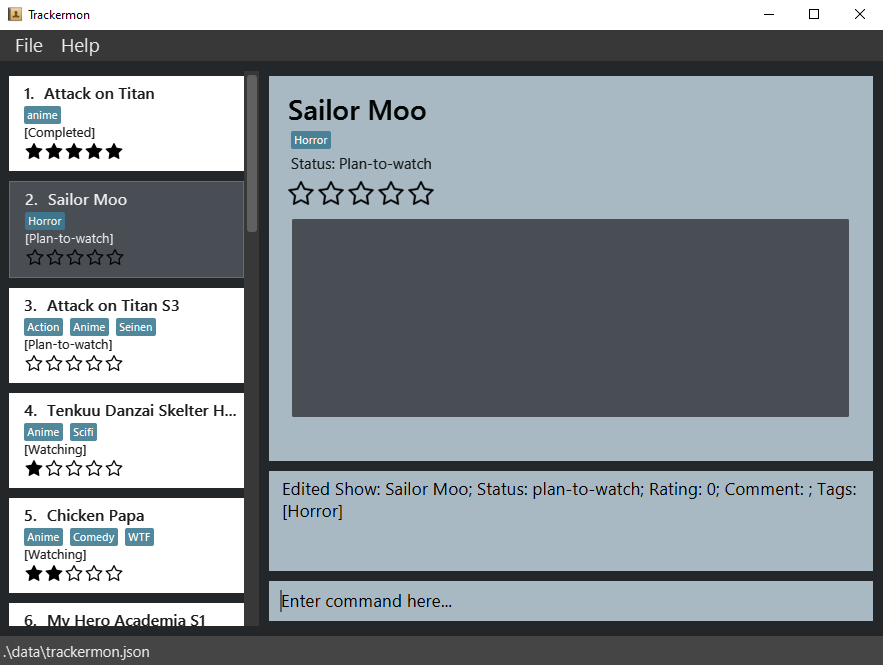 Trackermon
File Help
1. Attack on Titan
anime
[Completed]
2. Sailor Moo
Horror
[Plan-to-watch]
3. Attack on Titan S3
Action Anime Seinen
[Plan-to-watch]
4. Tenkuu Danzai Skelter H...
Anime Scifi
[Watching]
5. Chicken Papa
Anime Comedy WTF
[Watching]
6. My Hero Academia S1
Sailor Moo
Horror
Status: Plan-to-watch
Edited Show: Sailor Moo; Status: plan-to-watch; Rating: 0; Comment: ; Tags:
[Horror]
Enter command here...
.\data\trackermon.json